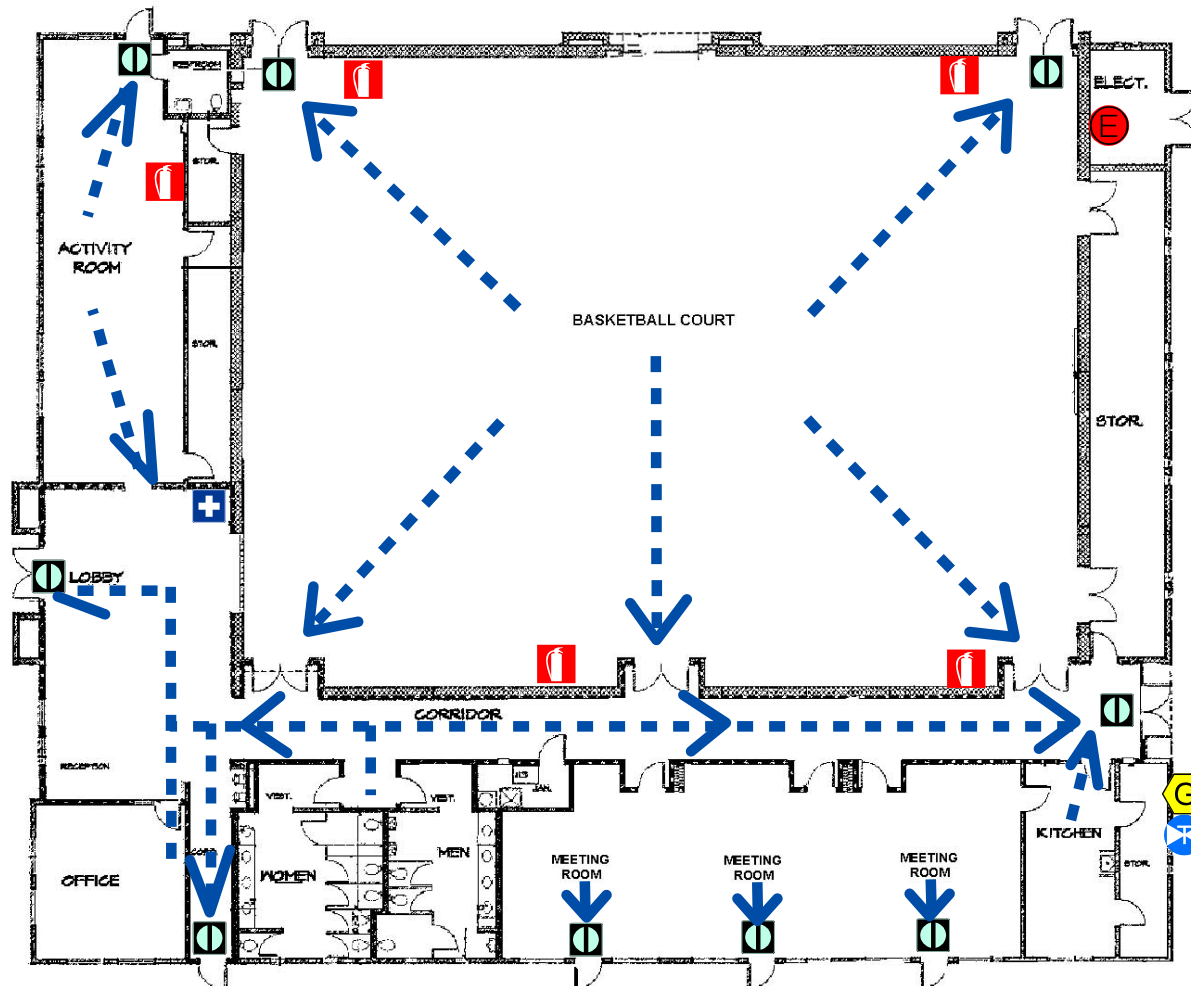 RESTROOM
ELECT.
E
STOR.
ACTIVITY
ROOM
BASKETBALL COURT
STOR.
STOR.
LOBBY
CORRIDOR
RECEPTION
JAN.
VEST.
VEST.
G
T
KITCHEN
MEN
CORR.
MEETING
ROOM
MEETING
ROOM
MEETING
ROOM
STOR.
WOMEN
OFFICE